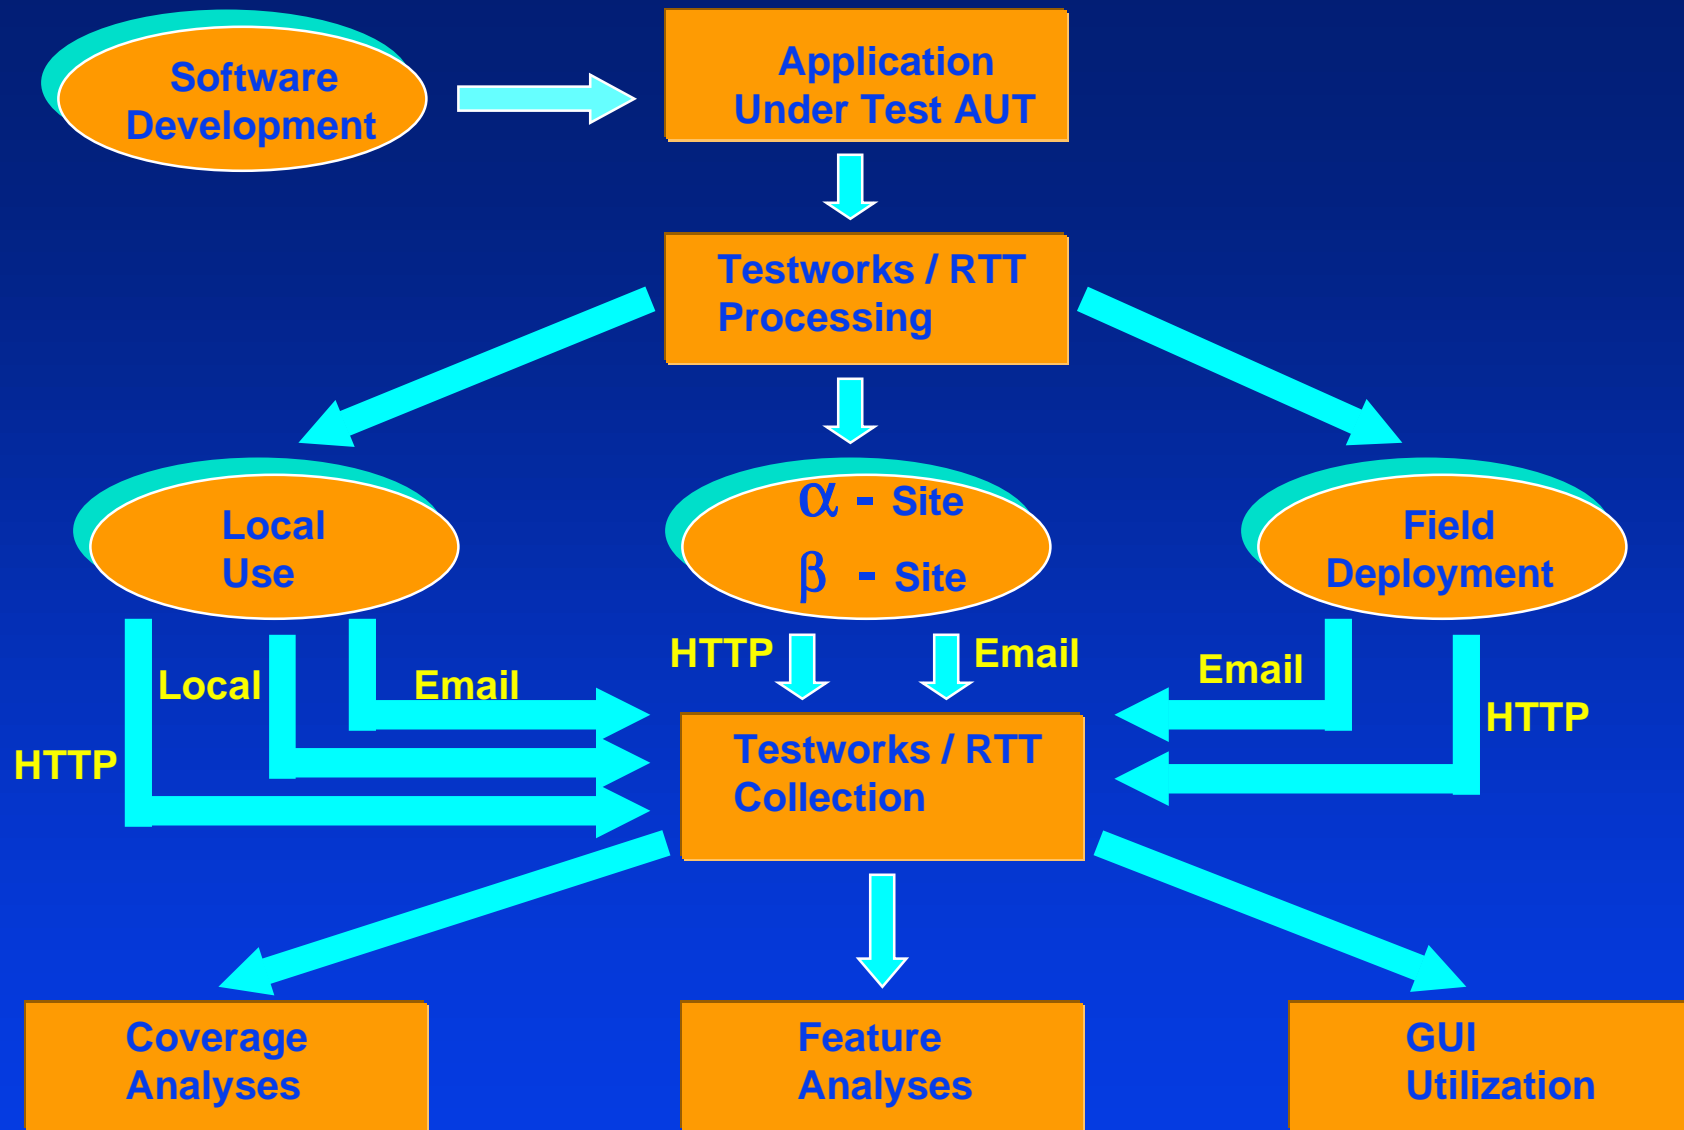 Software
Development
Application
Under Test AUT
Testworks / RTT
Processing
Local
Use
α - Site
β - Site
Field
Deployment
HTTP
Local
Email
HTTP
Email
Email
HTTP
Testworks / RTT
Collection
Coverage
Analyses
Feature
Analyses
GUI
Utilization